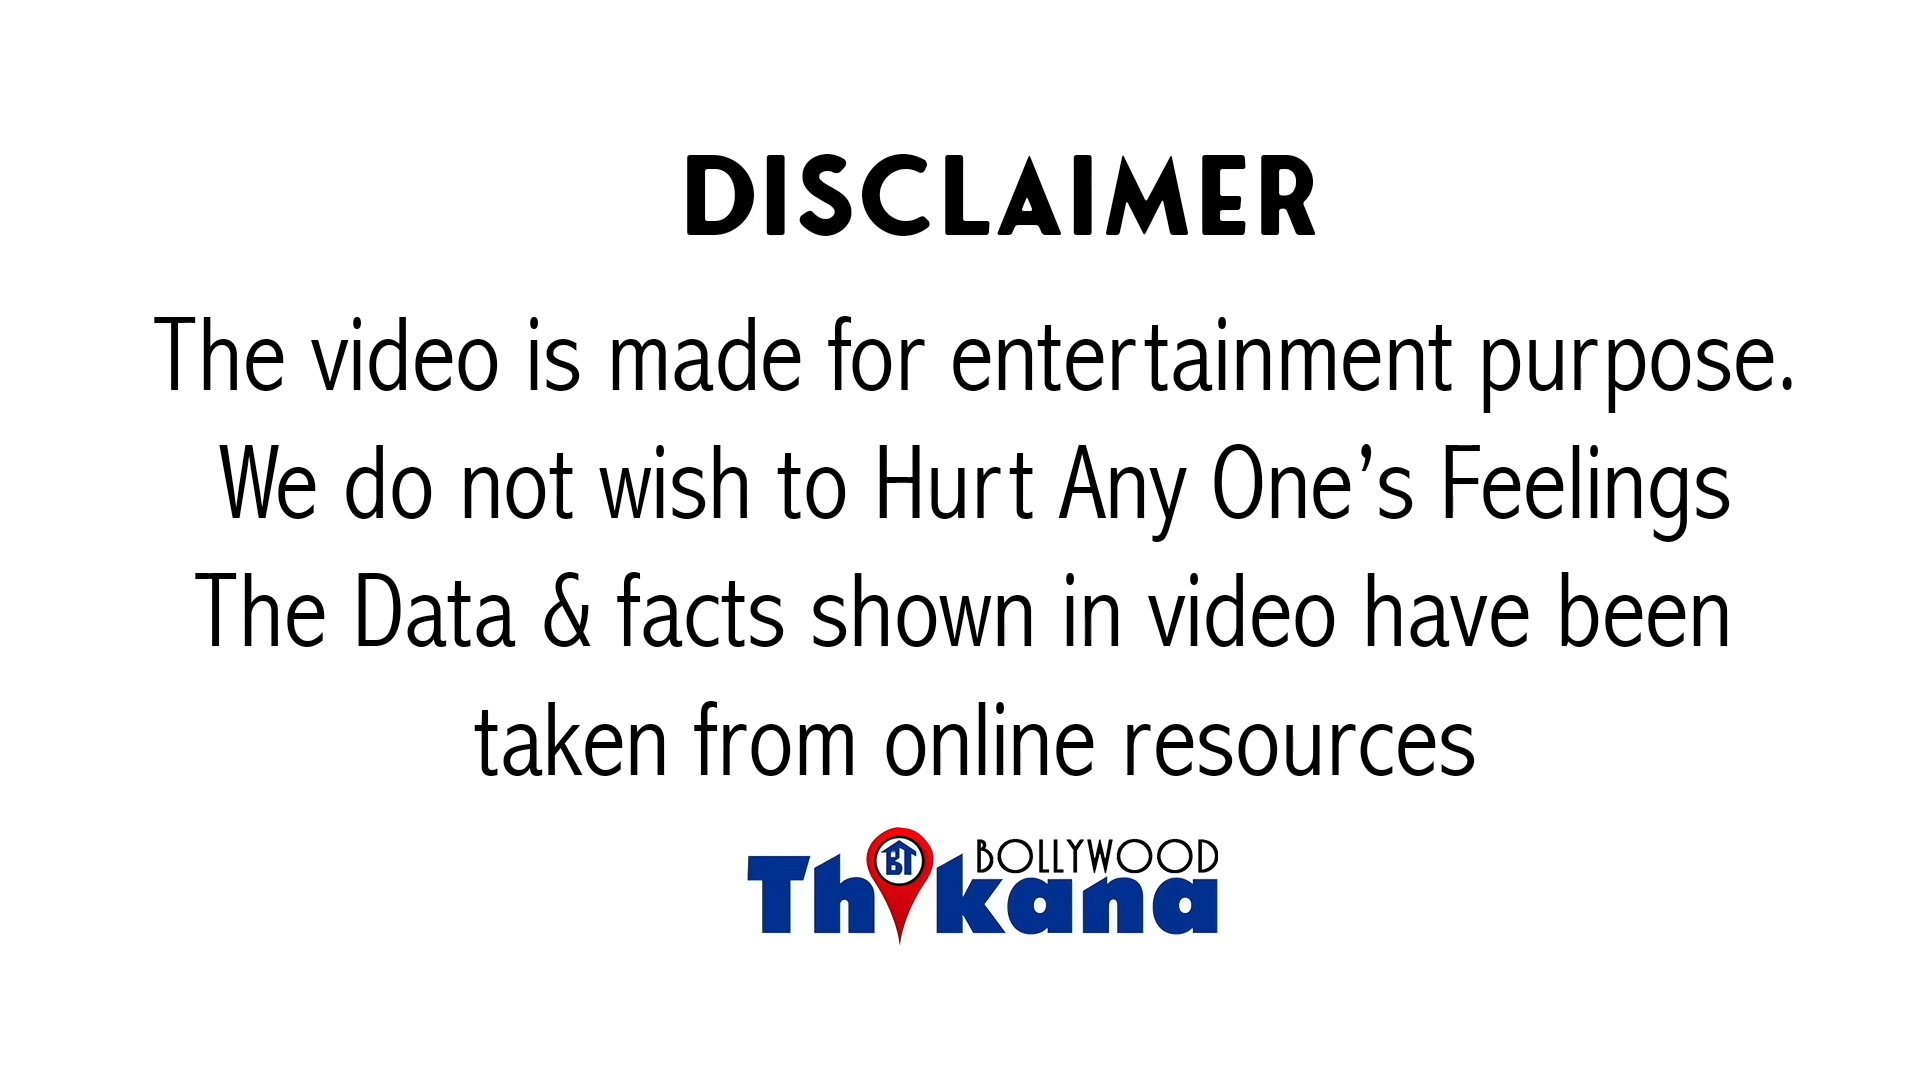 DISCLAIMER
The video is made for entertainment purpose.
We do not wish to Hurt Any One’s Feelings
The Data & facts shown in video have been
taken from online resources
BT
BOLLYWOOD
Thikana